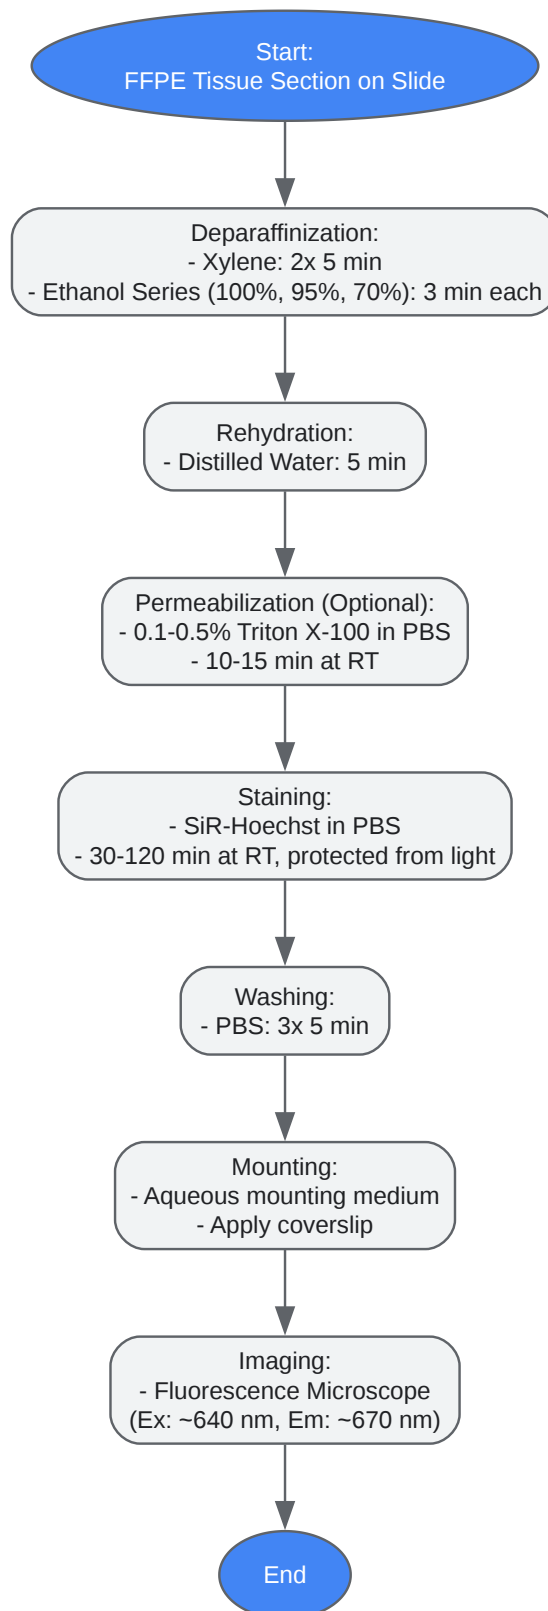 Start:
FFPE Tissue Section on Slide
Deparaffinization:
- Xylene: 2x 5 min
- Ethanol Series (100%, 95%, 70%): 3 min each
Rehydration:
- Distilled Water: 5 min
Permeabilization (Optional):
- 0.1-0.5% Triton X-100 in PBS
- 10-15 min at RT
Staining:
- SiR-Hoechst in PBS
- 30-120 min at RT, protected from light
Washing:
- PBS: 3x 5 min
Mounting:
- Aqueous mounting medium
- Apply coverslip
Imaging:
- Fluorescence Microscope
(Ex: ~640 nm, Em: ~670 nm)
End